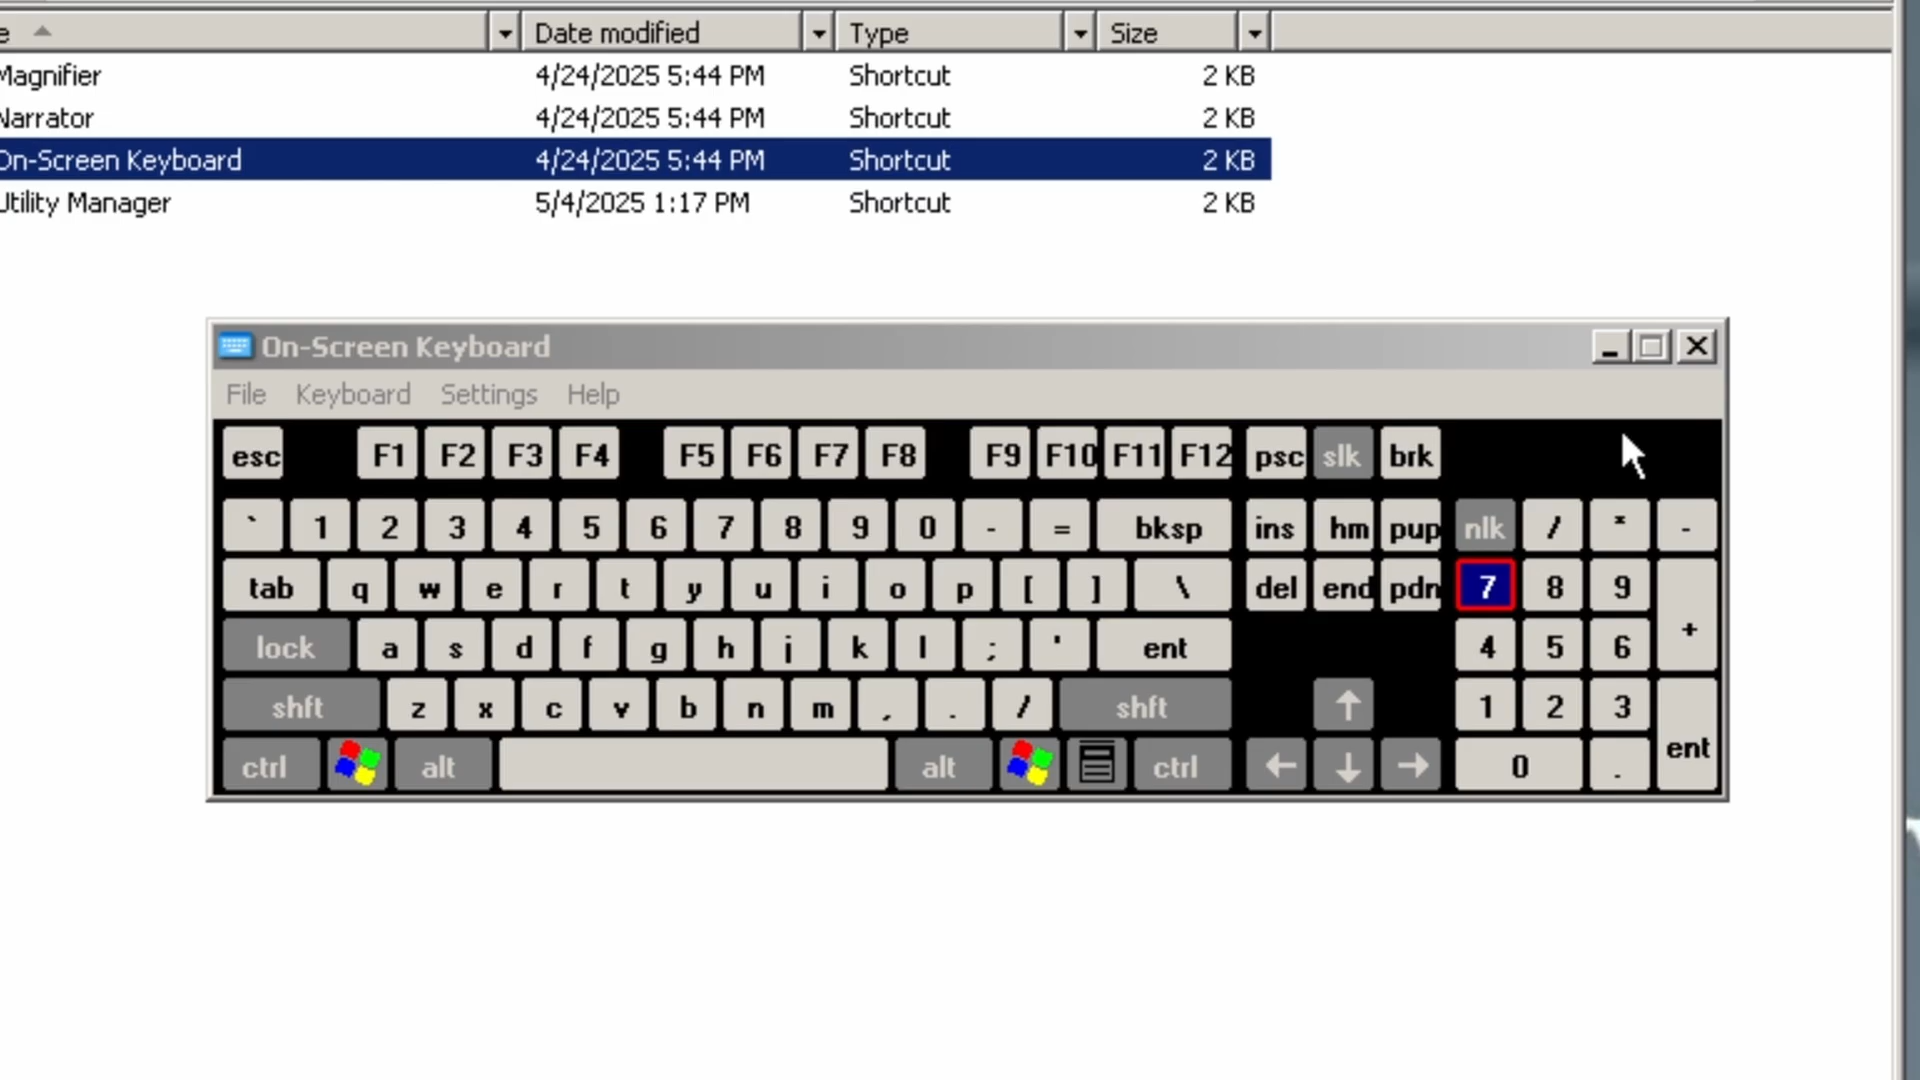 e Date modified Type Size
Magnifier 4/24/2025 5:44 PM Shortcut 2 KB
Narrator 4/24/2025 5:44 PM Shortcut 2 KB
On-Screen Keyboard 4/24/2025 5:44 PM Shortcut 2 KB
Utility Manager 5/4/2025 1:17 PM Shortcut 2 KB
On-Screen Keyboard
File Keyboard Settings Help
esc F1 F2 F3 F4 F5 F6 F7 F8 F9 F10 F11 F12 psc slk brk
` 1 2 3 4 5 6 7 8 9 0 - = bksp ins hm pup nlk / * -
tab q w e r t y u i o p [ ] \ del end pdn 7 8 9 +
lock a s d f g h j k l ; ' ent 4 5 6
shft z x c v b n m , . / shft ↑ 1 2 3 ent
ctrl alt alt ctrl ← ↓ → 0 .